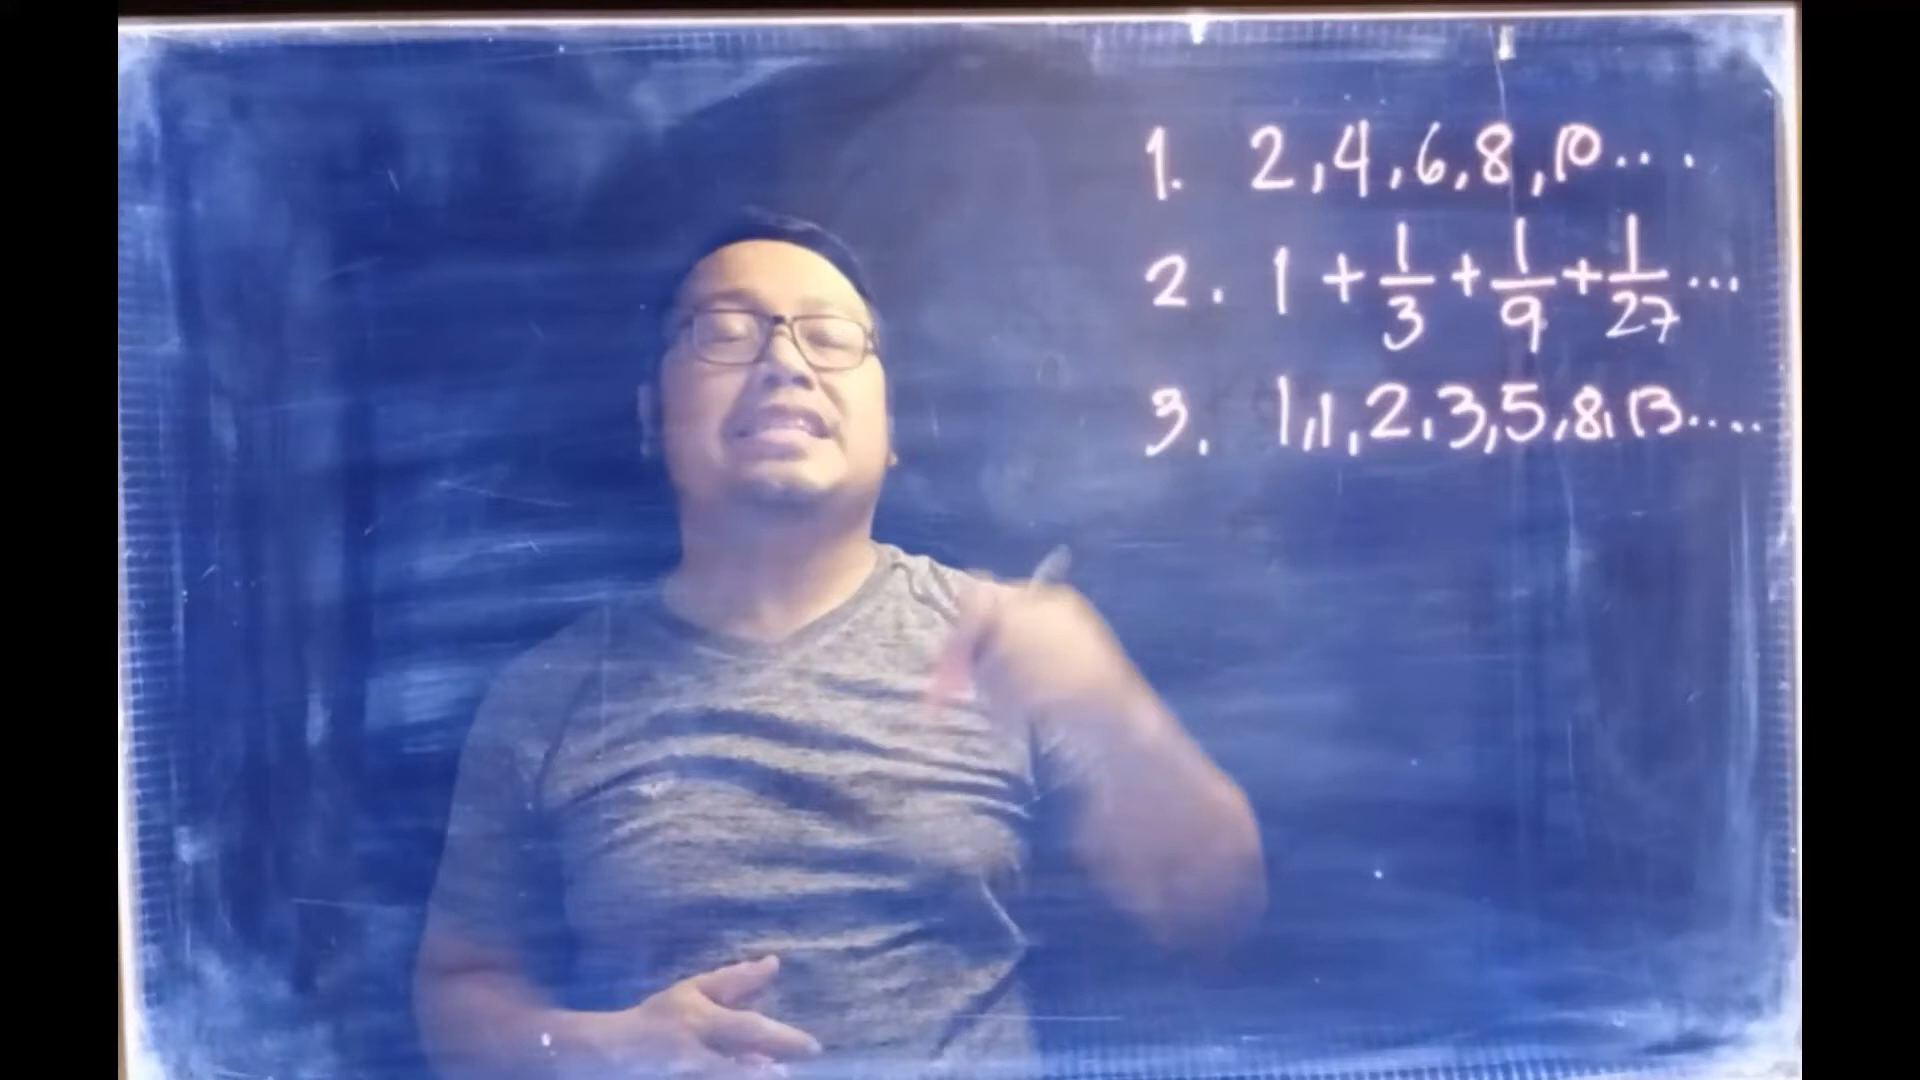 1. 2, 4, 6, 8, 10....
2. 1 + 1/3 + 1/9 + 1/27 ...
3. 1, 1, 2, 3, 5, 8, 13.....